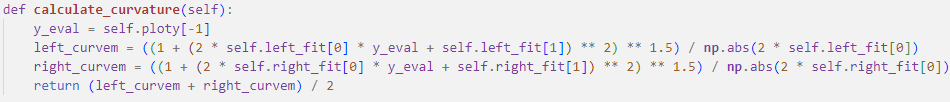 def calculate_curvature(self):
    y_eval = self.ploty[-1]
    left_curvem = ((1 + (2 * self.left_fit[0] * y_eval + self.left_fit[1]) ** 2) ** 1.5) / np.abs(2 * self.left_fit[0])
    right_curvem = ((1 + (2 * self.right_fit[0] * y_eval + self.right_fit[1]) ** 2) ** 1.5) / np.abs(2 * self.right_fit[0])
    return (left_curvem + right_curvem) / 2